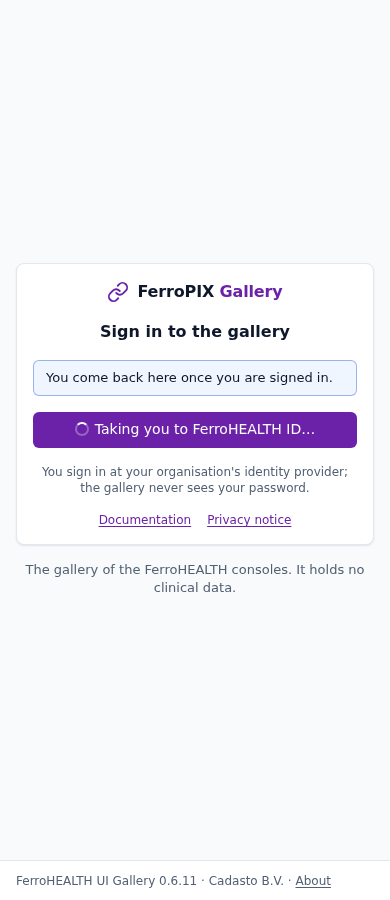 FerroPIX Gallery
Sign in to the gallery
You come back here once you are signed in.
Taking you to FerroHEALTH ID…
You sign in at your organisation's identity provider;
the gallery never sees your password.
Documentation Privacy notice
The gallery of the FerroHEALTH consoles. It holds no
clinical data.
FerroHEALTH UI Gallery 0.6.11 · Cadasto B.V. · About